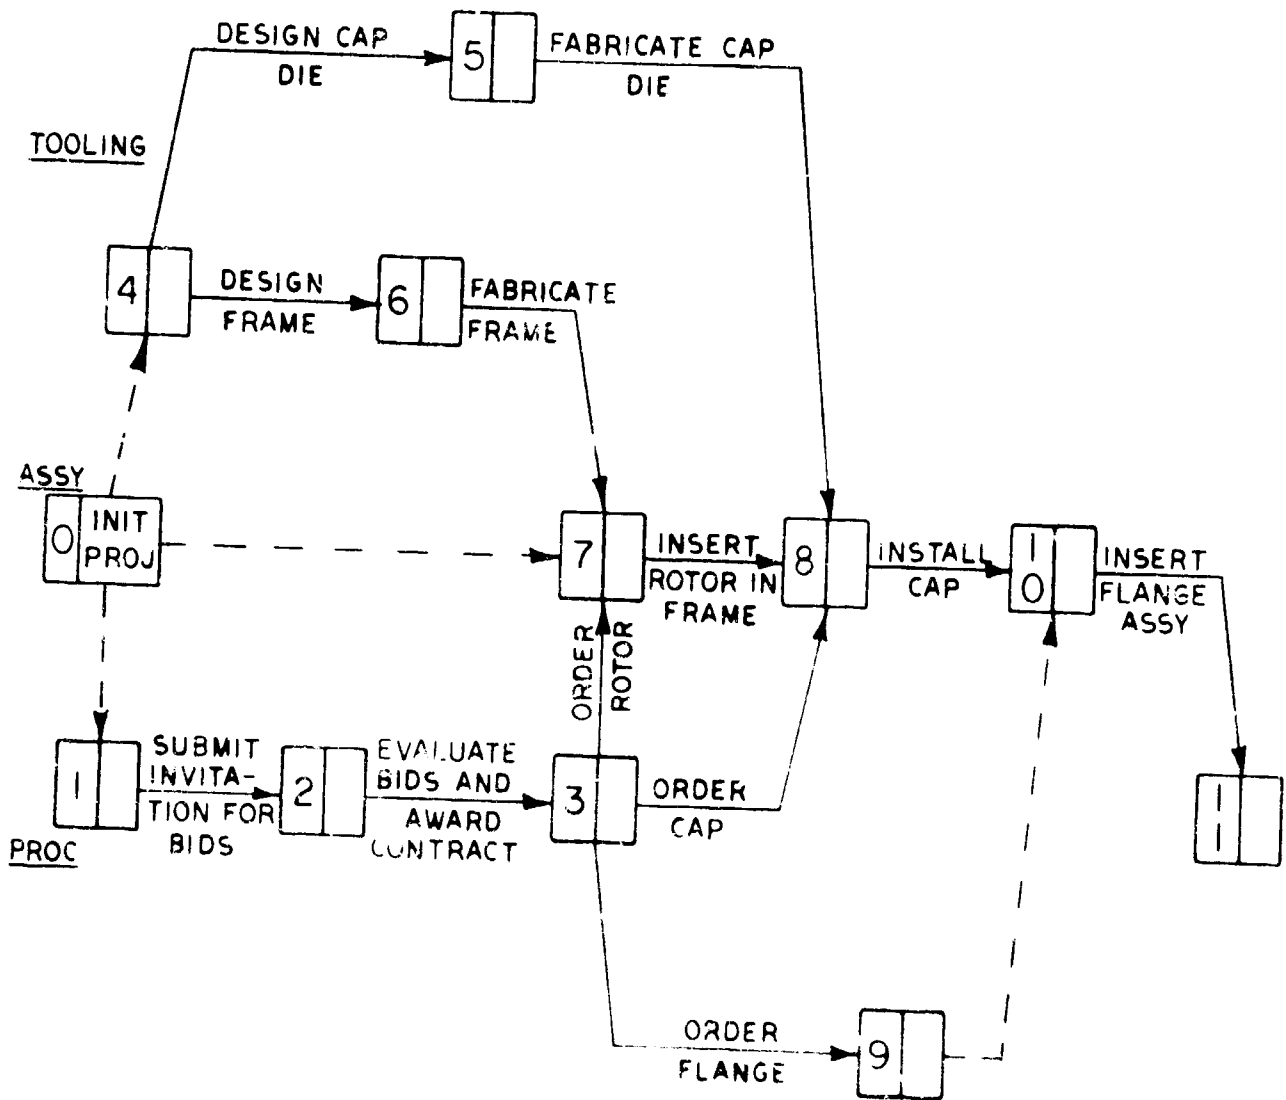 DESIGN CAP
DIE
5
FABRICATE CAP
DIE
TOOLING
4
DESIGN
FRAME
6
FABRICATE
FRAME
ASSY
0
INIT
PROJ
7
INSERT
ROTOR IN
FRAME
8
INSTALL
CAP
10
INSERT
FLANGE
ASSY
ORDER
ROTOR
1
SUBMIT
INVITA-
TION FOR
BIDS
2
EVALUATE
BIDS AND
AWARD
CONTRACT
3
ORDER
CAP
11
PROC
ORDER
FLANGE
9